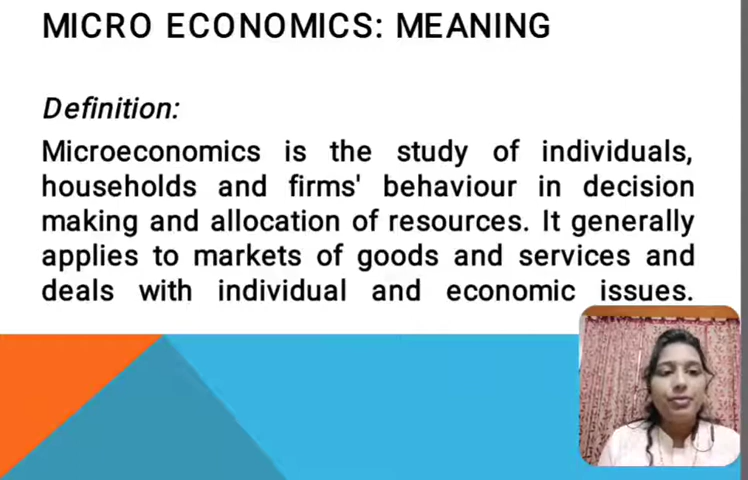 MICRO ECONOMICS: MEANING
Definition:
Microeconomics is the study of individuals,
households and firms' behaviour in decision
making and allocation of resources. It generally
applies to markets of goods and services and
deals with individual and economic issues.